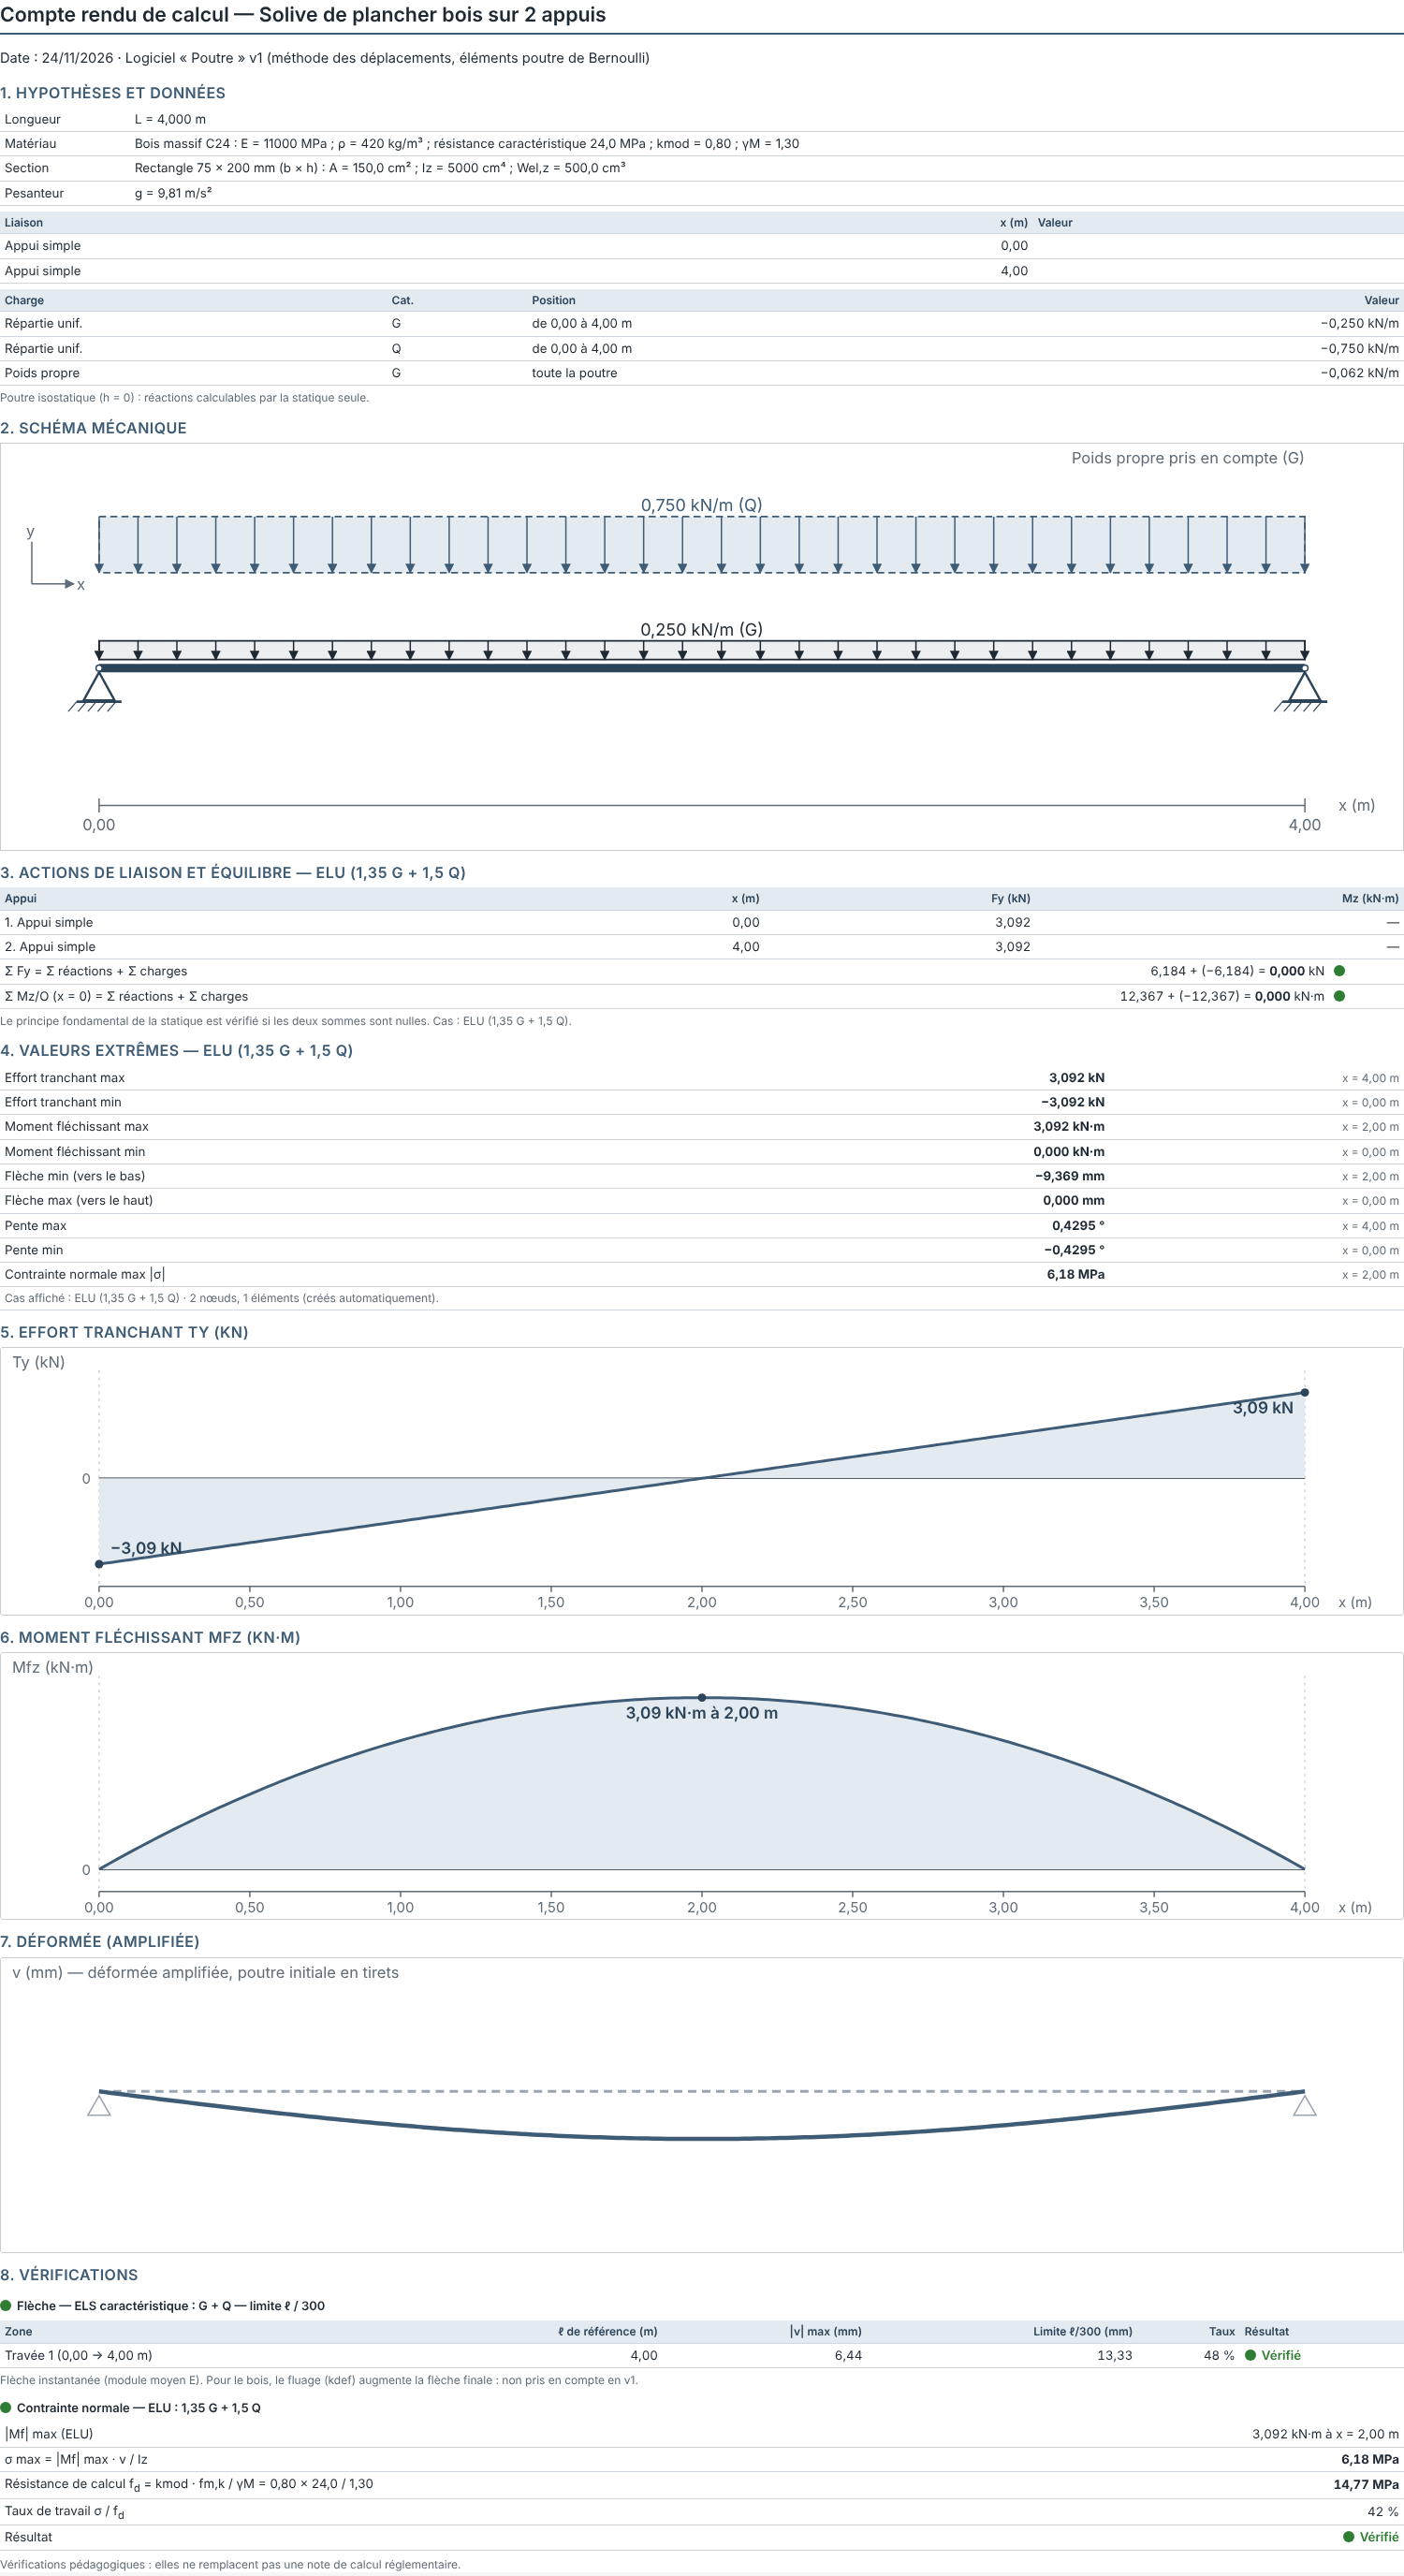 Compte rendu de calcul — Solive de plancher bois sur 2 appuis
Date : 24/11/2026 · Logiciel « Poutre » v1 (méthode des déplacements, éléments poutre de Bernoulli)
1. HYPOTHÈSES ET DONNÉES
Longueur L = 4,000 m
Matériau Bois massif C24 : E = 11000 MPa ; ρ = 420 kg/m³ ; résistance caractéristique 24,0 MPa ; kmod = 0,80 ; γM = 1,30
Section Rectangle 75 × 200 mm (b × h) : A = 150,0 cm² ; Iz = 5000 cm⁴ ; Wel,z = 500,0 cm³
Pesanteur g = 9,81 m/s²
Liaison x (m) Valeur
Appui simple 0,00
Appui simple 4,00
Charge Cat. Position Valeur
Répartie unif. G de 0,00 à 4,00 m −0,250 kN/m
Répartie unif. Q de 0,00 à 4,00 m −0,750 kN/m
Poids propre G toute la poutre −0,062 kN/m
Poutre isostatique (h = 0) : réactions calculables par la statique seule.
2. SCHÉMA MÉCANIQUE
Poids propre pris en compte (G)
0,750 kN/m (Q)
y
x
0,250 kN/m (G)
x (m)
0,00 4,00
3. ACTIONS DE LIAISON ET ÉQUILIBRE — ELU (1,35 G + 1,5 Q)
Appui x (m) Fy (kN) Mz (kN·m)
1. Appui simple 0,00 3,092 —
2. Appui simple 4,00 3,092 —
Σ Fy = Σ réactions + Σ charges 6,184 + (−6,184) = 0,000 kN
Σ Mz/O (x = 0) = Σ réactions + Σ charges 12,367 + (−12,367) = 0,000 kN·m
Le principe fondamental de la statique est vérifié si les deux sommes sont nulles. Cas : ELU (1,35 G + 1,5 Q).
4. VALEURS EXTRÊMES — ELU (1,35 G + 1,5 Q)
Effort tranchant max 3,092 kN x = 4,00 m
Effort tranchant min −3,092 kN x = 0,00 m
Moment fléchissant max 3,092 kN·m x = 2,00 m
Moment fléchissant min 0,000 kN·m x = 0,00 m
Flèche min (vers le bas) −9,369 mm x = 2,00 m
Flèche max (vers le haut) 0,000 mm x = 0,00 m
Pente max 0,4295 ° x = 4,00 m
Pente min −0,4295 ° x = 0,00 m
Contrainte normale max |σ| 6,18 MPa x = 2,00 m
Cas affiché : ELU (1,35 G + 1,5 Q) · 2 nœuds, 1 éléments (créés automatiquement).
5. EFFORT TRANCHANT TY (KN)
Ty (kN)
3,09 kN
0
−3,09 kN
0,00 0,50 1,00 1,50 2,00 2,50 3,00 3,50 4,00 x (m)
6. MOMENT FLÉCHISSANT MFZ (KN·M)
Mfz (kN·m)
3,09 kN·m à 2,00 m
0
0,00 0,50 1,00 1,50 2,00 2,50 3,00 3,50 4,00 x (m)
7. DÉFORMÉE (AMPLIFIÉE)
v (mm) — déformée amplifiée, poutre initiale en tirets
8. VÉRIFICATIONS
Flèche — ELS caractéristique : G + Q — limite ℓ / 300
Zone ℓ de référence (m) |v| max (mm) Limite ℓ/300 (mm) Taux Résultat
Travée 1 (0,00 → 4,00 m) 4,00 6,44 13,33 48 % Vérifié
Flèche instantanée (module moyen E). Pour le bois, le fluage (kdef) augmente la flèche finale : non pris en compte en v1.
Contrainte normale — ELU : 1,35 G + 1,5 Q
|Mf| max (ELU) 3,092 kN·m à x = 2,00 m
σ max = |Mf| max · v / Iz 6,18 MPa
Résistance de calcul fd = kmod · fm,k / γM = 0,80 × 24,0 / 1,30 14,77 MPa
Taux de travail σ / fd 42 %
Résultat Vérifié
Vérifications pédagogiques : elles ne remplacent pas une note de calcul réglementaire.